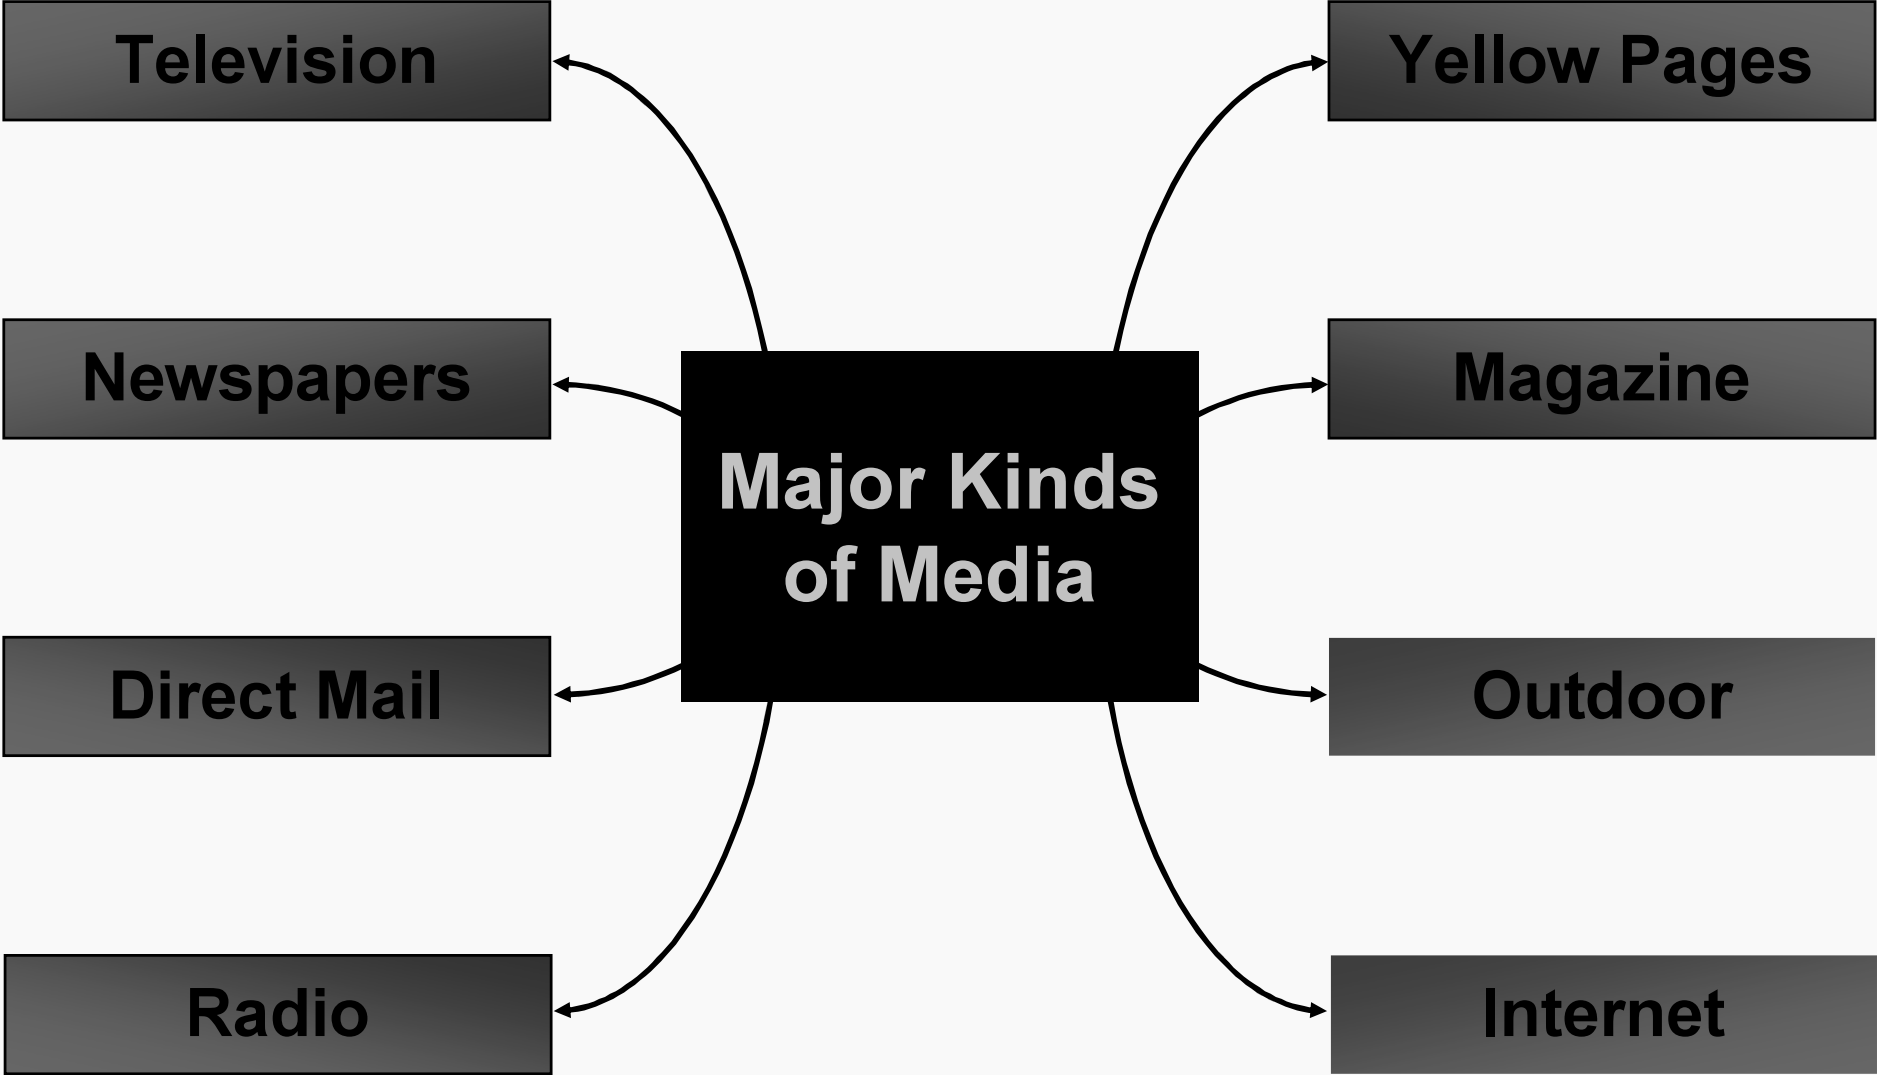 Television
Yellow Pages
Newspapers
Magazine
Major Kinds
of Media
Direct Mail
Outdoor
Radio
Internet